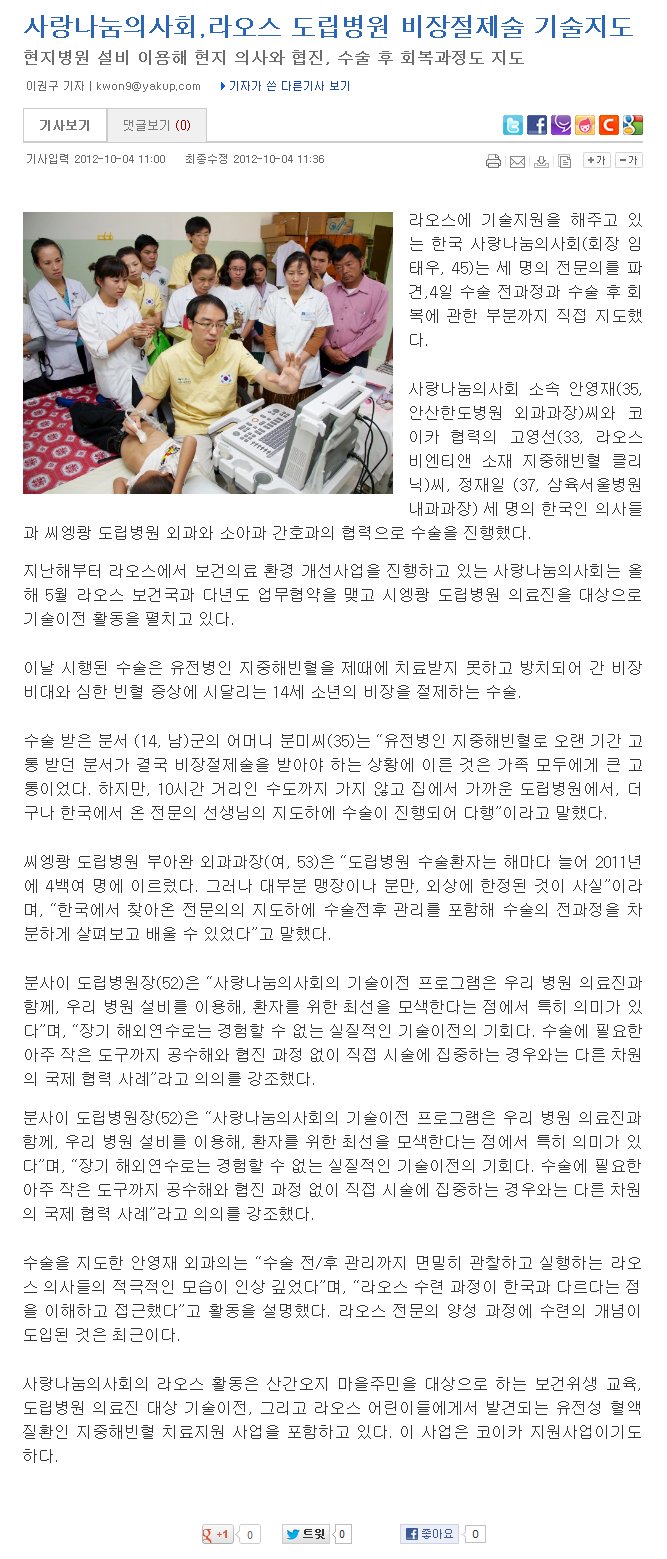 사랑나눔의사회,라오스 도립병원 비장절제술 기술지도
현지병원 설비 이용해 현지 의사와 협진, 수술 후 회복과정도 지도
이권구 기자 | kwon9@yakup.com 기자가 쓴 다른기사 보기
기사보기 댓글보기 (0)
기사입력 2012-10-04 11:00 최종수정 2012-10-04 11:36
+가 -가
라오스에 기술지원을 해주고 있
는 한국 사랑나눔의사회(회장 임
태우, 45)는 세 명의 전문의를 파
견,4일 수술 전과정과 수술 후 회
복에 관한 부분까지 직접 지도했
다.
사랑나눔의사회 소속 안영재(35,
안산한도병원 외과과장)씨와 코
이카 협력의 고영선(33, 라오스
비엔티앤 소재 지중해빈혈 클리
닉)씨, 정재일 (37, 삼육서울병원
내과과장) 세 명의 한국인 의사들
과 씨엥쾅 도립병원 외과와 소아과 간호과의 협력으로 수술을 진행했다.
지난해부터 라오스에서 보건의료 환경 개선사업을 진행하고 있는 사랑나눔의사회는 올
해 5월 라오스 보건국과 다년도 업무협약을 맺고 시엥쾅 도립병원 의료진을 대상으로
기술이전 활동을 펼치고 있다.
이날 시행된 수술은 유전병인 지중해빈혈을 제때에 치료받지 못하고 방치되어 간 비장
비대와 심한 빈혈 증상에 시달리는 14세 소년의 비장을 절제하는 수술.
수술 받은 분서 (14, 남)군의 어머니 분미씨(35)는 “유전병인 지중해빈혈로 오랜 기간 고
통 받던 분서가 결국 비장절제술을 받아야 하는 상황에 이른 것은 가족 모두에게 큰 고
통이었다. 하지만, 10시간 거리인 수도까지 가지 않고 집에서 가까운 도립병원에서, 더
구나 한국에서 온 전문의 선생님의 지도하에 수술이 진행되어 다행”이라고 말했다.
씨엥쾅 도립병원 부아완 외과과장(여, 53)은 “도립병원 수술환자는 해마다 늘어 2011년
에 4백여 명에 이르렀다. 그러나 대부분 맹장이나 분만, 외상에 한정된 것이 사실”이라
며, “한국에서 찾아온 전문의의 지도하에 수술전후 관리를 포함해 수술의 전과정을 차
분하게 살펴보고 배울 수 있었다”고 말했다.
분사이 도립병원장(52)은 “사랑나눔의사회의 기술이전 프로그램은 우리 병원 의료진과
함께, 우리 병원 설비를 이용해, 환자를 위한 최선을 모색한다는 점에서 특히 의미가 있
다”며, “장기 해외연수로는 경험할 수 없는 실질적인 기술이전의 기회다. 수술에 필요한
아주 작은 도구까지 공수해와 협진 과정 없이 직접 시술에 집중하는 경우와는 다른 차원
의 국제 협력 사례”라고 의의를 강조했다.
분사이 도립병원장(52)은 “사랑나눔의사회의 기술이전 프로그램은 우리 병원 의료진과
함께, 우리 병원 설비를 이용해, 환자를 위한 최선을 모색한다는 점에서 특히 의미가 있
다”며, “장기 해외연수로는 경험할 수 없는 실질적인 기술이전의 기회다. 수술에 필요한
아주 작은 도구까지 공수해와 협진 과정 없이 직접 시술에 집중하는 경우와는 다른 차원
의 국제 협력 사례”라고 의의를 강조했다.
수술을 지도한 안영재 외과의는 “수술 전/후 관리까지 면밀히 관찰하고 실행하는 라오
스 의사들의 적극적인 모습이 인상 깊었다”며, “라오스 수련 과정이 한국과 다르다는 점
을 이해하고 접근했다”고 활동을 설명했다. 라오스 전문의 양성 과정에 수련의 개념이
도입된 것은 최근이다.
사랑나눔의사회의 라오스 활동은 산간오지 마을주민을 대상으로 하는 보건위생 교육,
도립병원 의료진 대상 기술이전, 그리고 라오스 어린이들에게서 발견되는 유전성 혈액
질환인 지중해빈혈 치료지원 사업을 포함하고 있다. 이 사업은 코이카 지원사업이기도
하다.
+1 0 트윗 0 좋아요 0